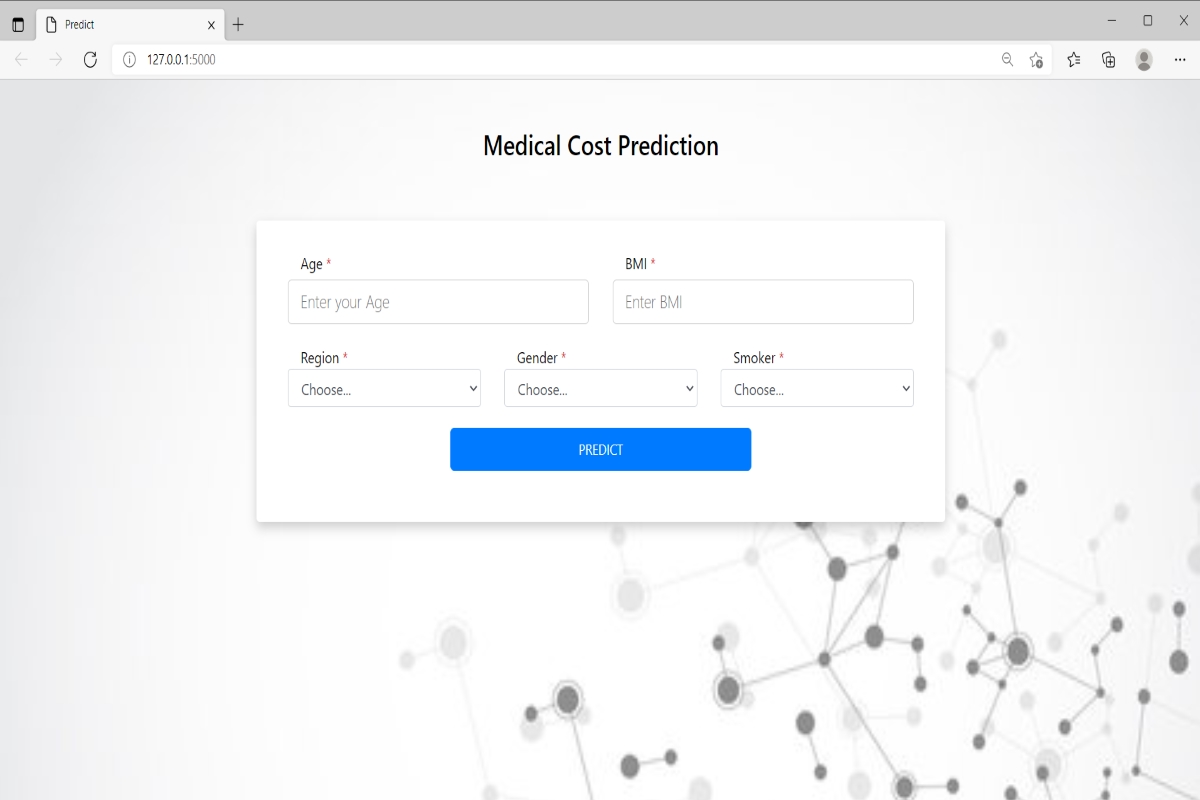 Predict
127.0.0.1:5000
Medical Cost Prediction
Age * BMI *
Enter your Age Enter BMI
Region * Gender * Smoker *
Choose... Choose... Choose...
PREDICT